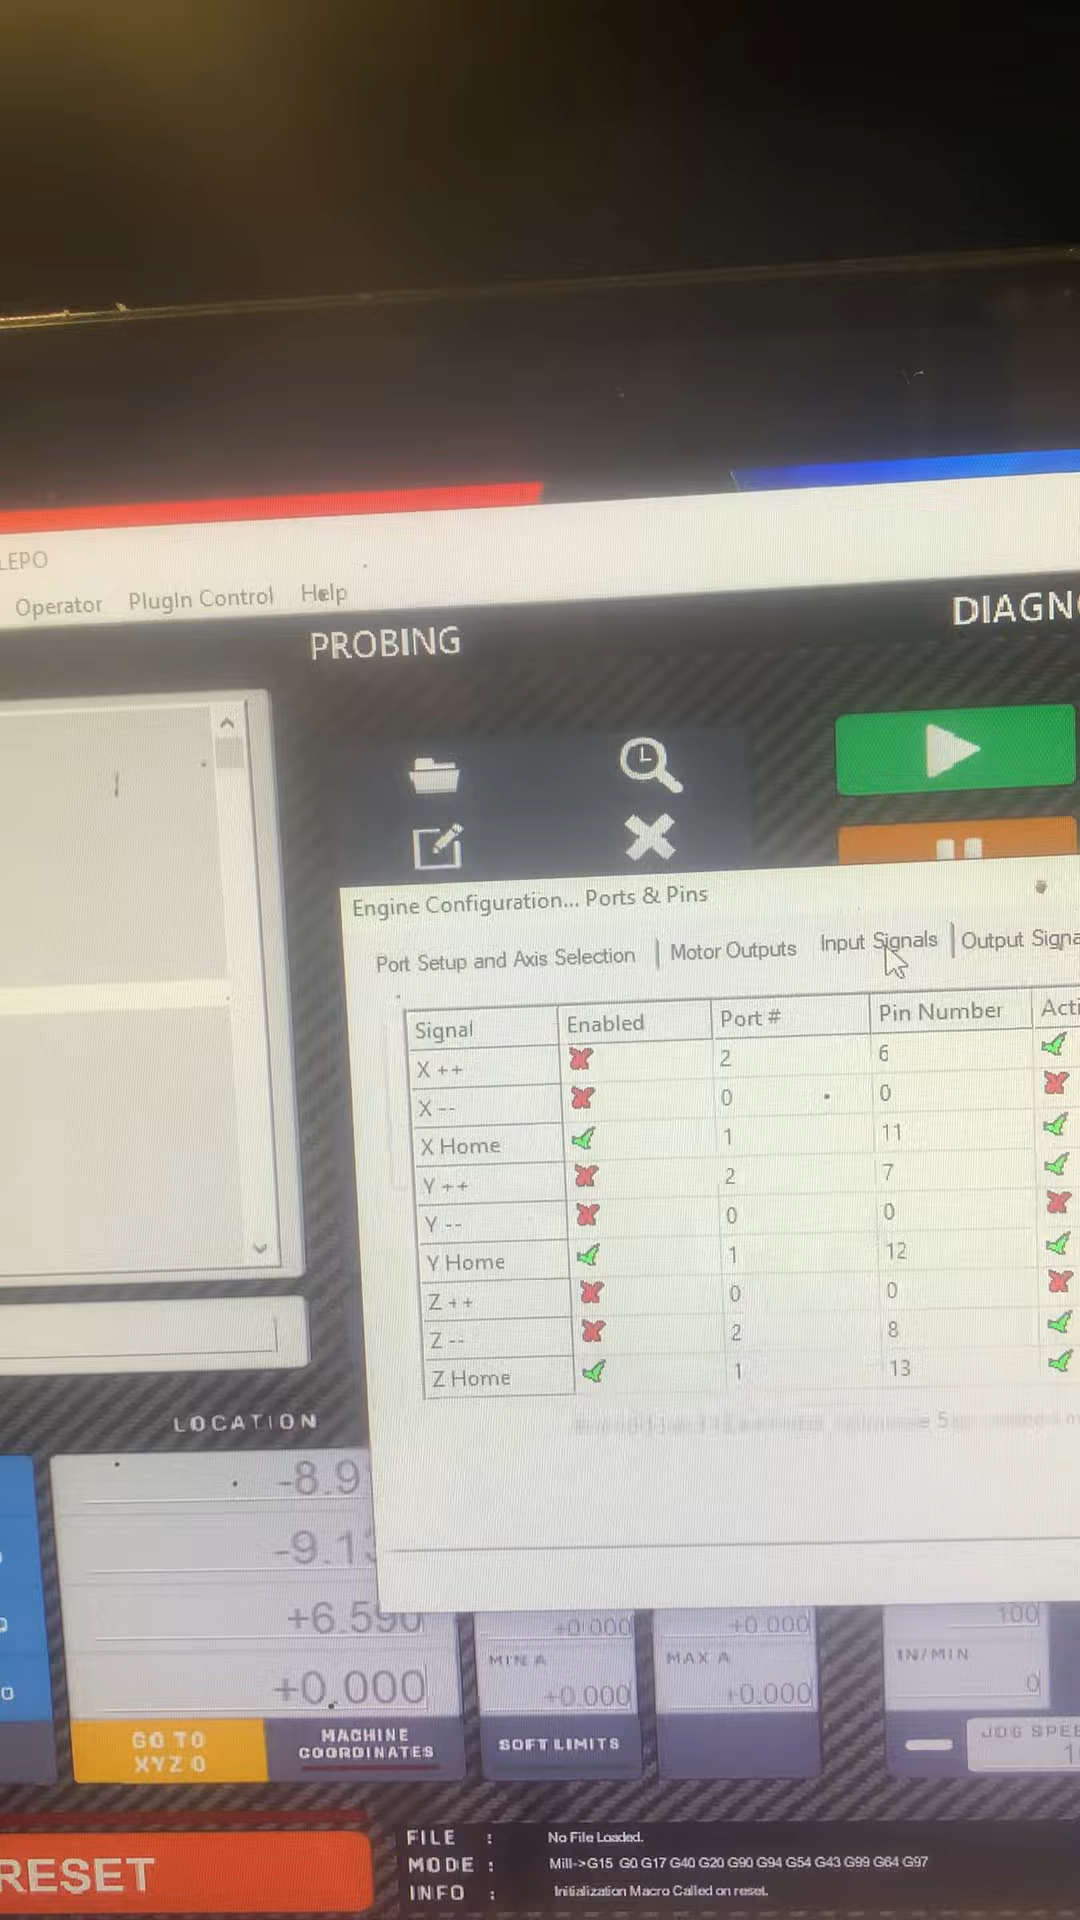 LEPO
Operator PlugIn Control Help
PROBING
DIAGN
Engine Configuration... Ports & Pins
Port Setup and Axis Selection Motor Outputs Input Signals Output Signa
Signal Enabled Port # Pin Number Acti
X ++ 2 6
X -- 0 0
X Home 1 11
Y ++ 2 7
Y -- 0 0
Y Home 1 12
Z ++ 0 0
Z -- 2 8
Z Home 1 13
LOCATION
-8.9
-9.13
+6.590
+0.000
+0.000 +0.000 100
MIN A MAX A IN/MIN
+0.000 +0.000 0
GO TO
XYZ 0
MACHINE
COORDINATES
SOFT LIMITS
JOG SPEE
RESET
FILE : No File Loaded.
MODE : Mill->G15 G0 G17 G40 G20 G90 G94 G54 G43 G99 G64 G97
INFO : Initialization Macro Called on reset.